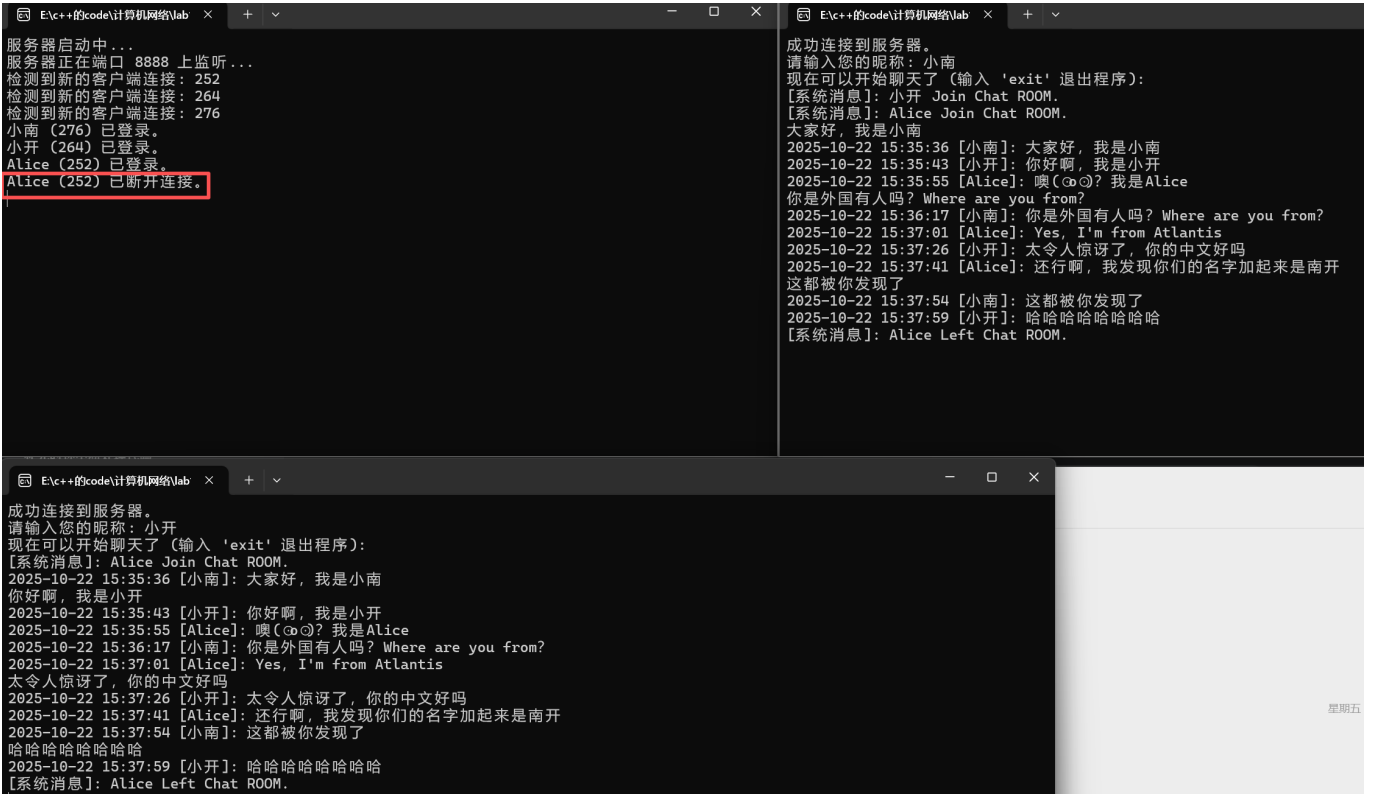 E:\c++的code\计算机网络\lab
服务器启动中...
服务器正在端口 8888 上监听...
检测到新的客户端连接: 252
检测到新的客户端连接: 264
检测到新的客户端连接: 276
小南 (276) 已登录。
小开 (264) 已登录。
Alice (252) 已登录。
Alice (252) 已断开连接。
E:\c++的code\计算机网络\lab
成功连接到服务器。
请输入您的昵称: 小南
现在可以开始聊天了 (输入 'exit' 退出程序):
[系统消息]: 小开 Join Chat ROOM.
[系统消息]: Alice Join Chat ROOM.
大家好, 我是小南
2025-10-22 15:35:36 [小南]: 大家好, 我是小南
2025-10-22 15:35:43 [小开]: 你好啊, 我是小开
2025-10-22 15:35:55 [Alice]: 噢( )? 我是Alice
你是外国有人吗? Where are you from?
2025-10-22 15:36:17 [小南]: 你是外国有人吗? Where are you from?
2025-10-22 15:37:01 [Alice]: Yes, I'm from Atlantis
2025-10-22 15:37:26 [小开]: 太令人惊讶了, 你的中文好吗
2025-10-22 15:37:41 [Alice]: 还行啊, 我发现你们的名字加起来是南开
这都被你发现了
2025-10-22 15:37:54 [小南]: 这都被你发现了
2025-10-22 15:37:59 [小开]: 哈哈哈哈哈哈哈哈
[系统消息]: Alice Left Chat ROOM.
E:\c++的code\计算机网络\lab
成功连接到服务器。
请输入您的昵称: 小开
现在可以开始聊天了 (输入 'exit' 退出程序):
[系统消息]: Alice Join Chat ROOM.
2025-10-22 15:35:36 [小南]: 大家好, 我是小南
你好啊, 我是小开
2025-10-22 15:35:43 [小开]: 你好啊, 我是小开
2025-10-22 15:35:55 [Alice]: 噢( )? 我是Alice
2025-10-22 15:36:17 [小南]: 你是外国有人吗? Where are you from?
2025-10-22 15:37:01 [Alice]: Yes, I'm from Atlantis
太令人惊讶了, 你的中文好吗
2025-10-22 15:37:26 [小开]: 太令人惊讶了, 你的中文好吗
2025-10-22 15:37:41 [Alice]: 还行啊, 我发现你们的名字加起来是南开
2025-10-22 15:37:54 [小南]: 这都被你发现了
哈哈哈哈哈哈哈哈
2025-10-22 15:37:59 [小开]: 哈哈哈哈哈哈哈哈
[系统消息]: Alice Left Chat ROOM.
星期五